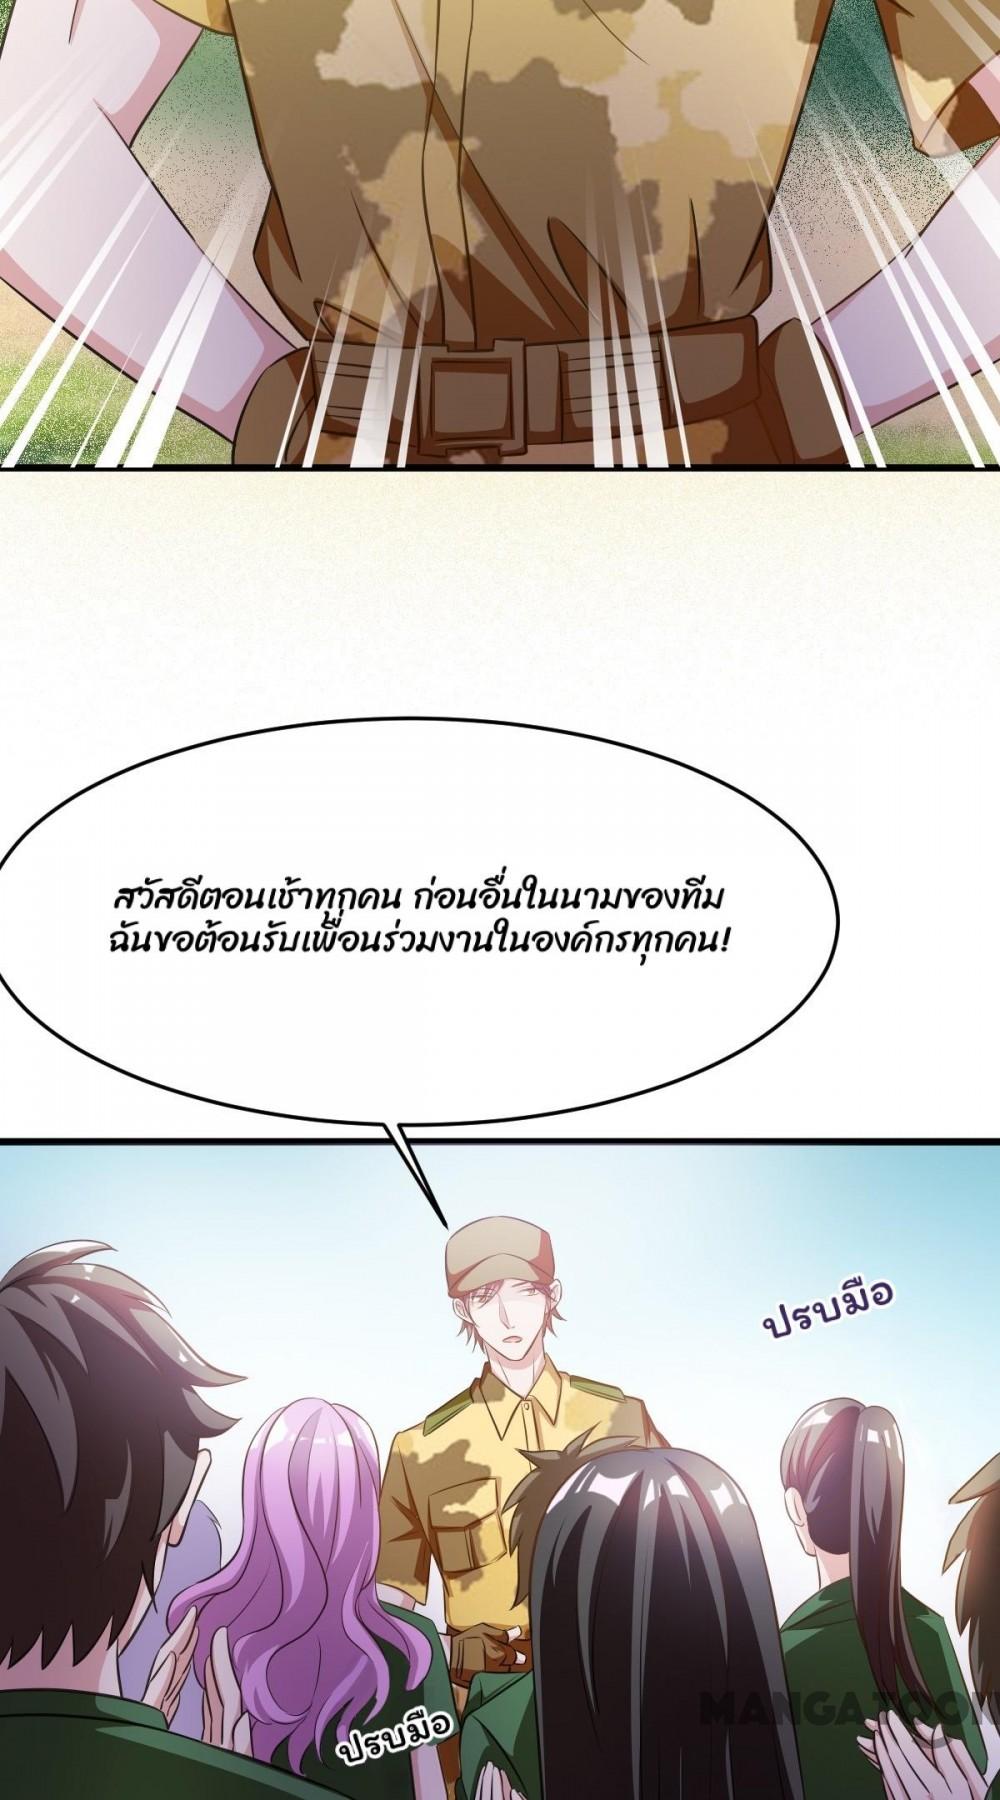 สวัสดีตอนเช้าทุกคน ก่อนอื่นในนามของทีม
ฉันขอต้อนรับเพื่อนร่วมงานในองค์กรทุกคน!
ปรบมือ
ปรบมือ
MANGATOON